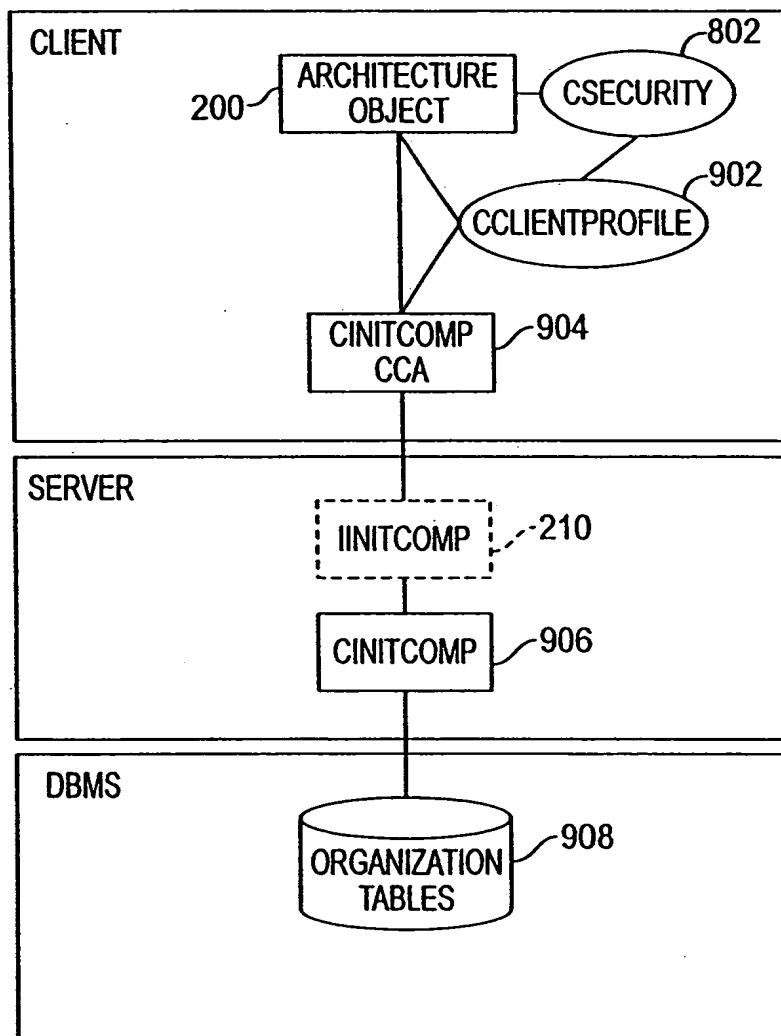 CLIENT
802
ARCHITECTURE
OBJECT
200
CSECURITY
902
CCLIENTPROFILE
CINITCOMP
CCA
904
SERVER
IINITCOMP
210
CINITCOMP
906
DBMS
ORGANIZATION
TABLES
908